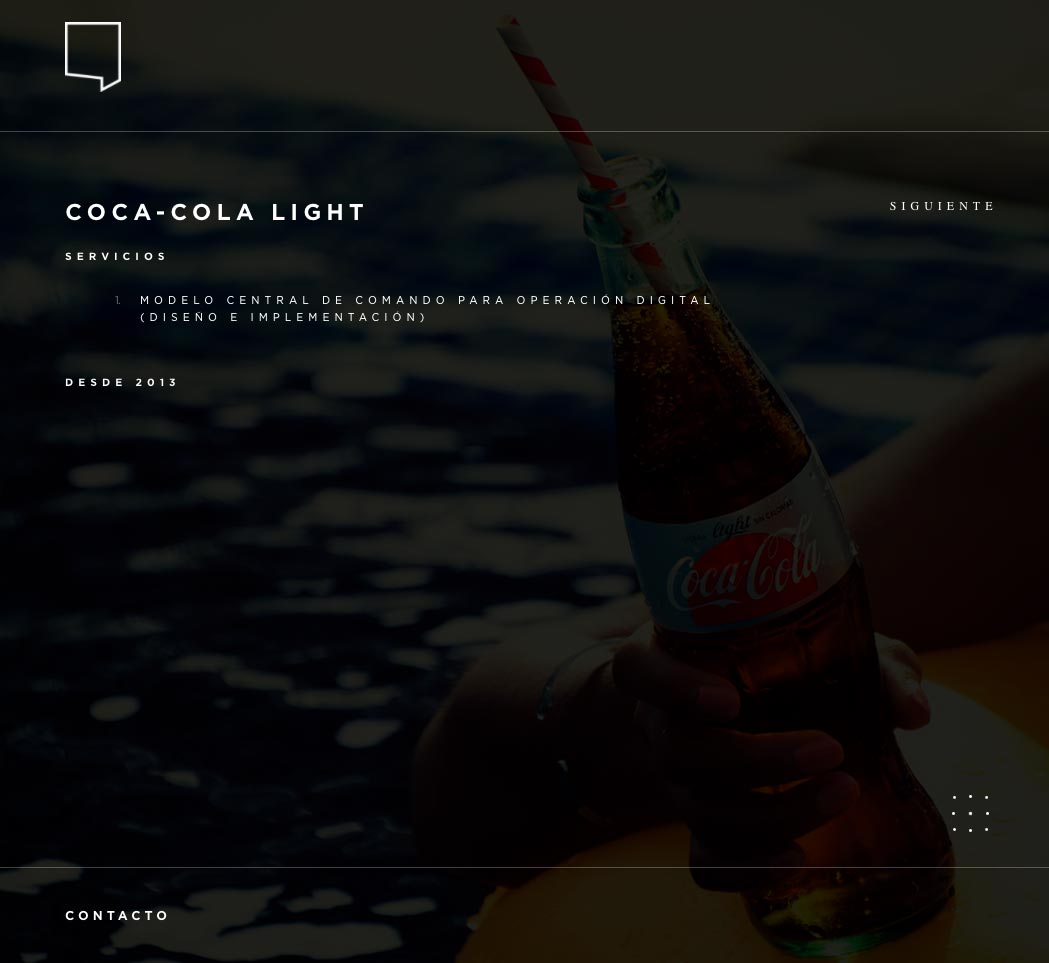 COCA-COLA LIGHT
SIGUIENTE
SERVICIOS
1. MODELO CENTRAL DE COMANDO PARA OPERACIÓN DIGITAL
(DISEÑO E IMPLEMENTACIÓN)
DESDE 2013
light SIN CALORÍAS
Coca-Cola
CONTACTO